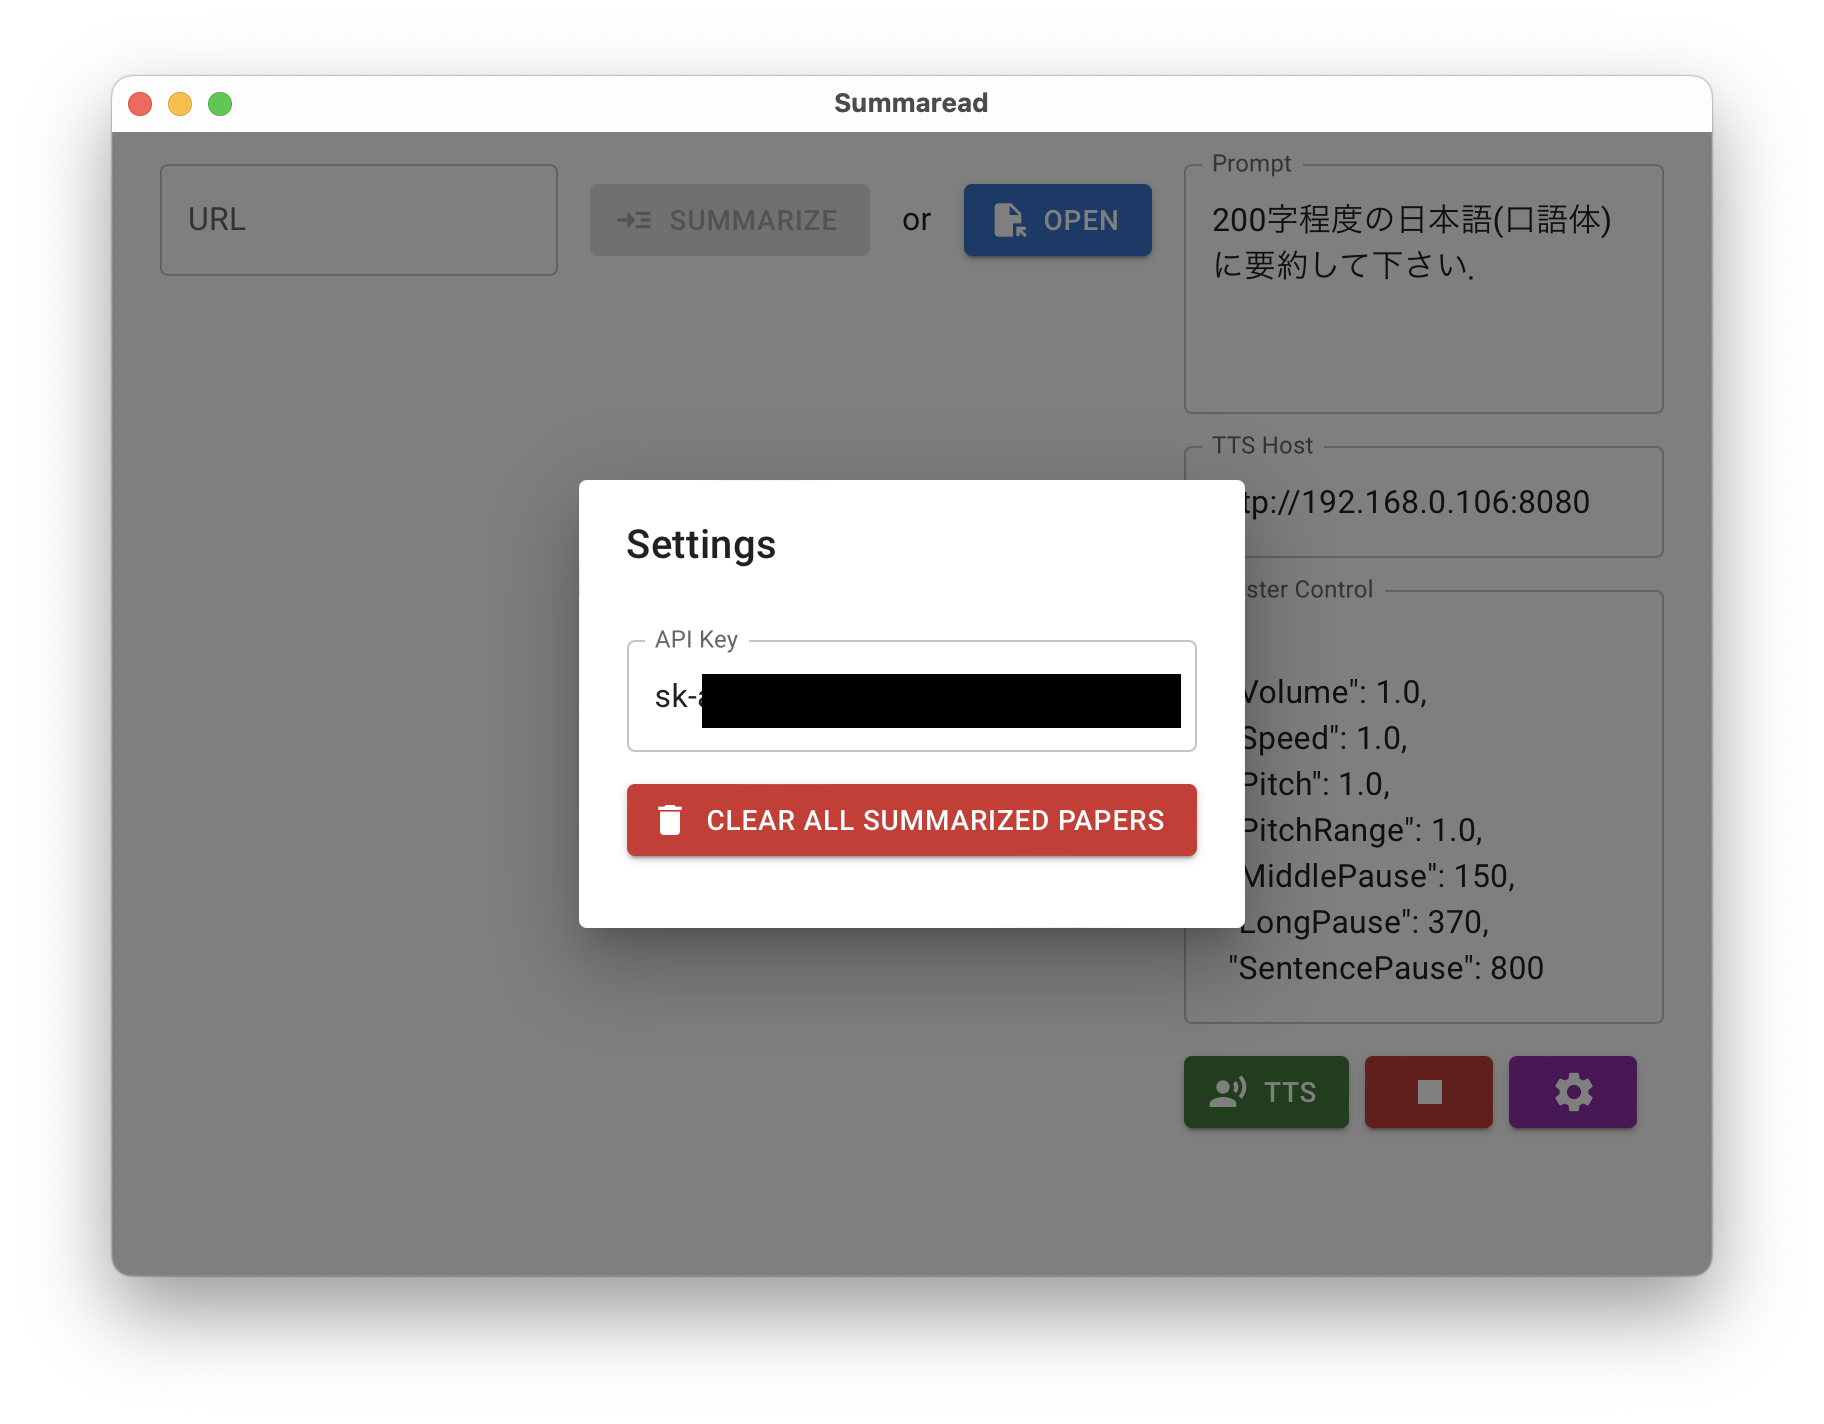 Summaread
URL
SUMMARIZE
or
OPEN
Prompt
200字程度の日本語(口語体)
に要約して下さい.
TTS Host
tp://192.168.0.106:8080
ster Control
Volume": 1.0,
Speed": 1.0,
Pitch": 1.0,
PitchRange": 1.0,
MiddlePause": 150,
LongPause": 370,
"SentencePause": 800
TTS
Settings
API Key
sk-
CLEAR ALL SUMMARIZED PAPERS